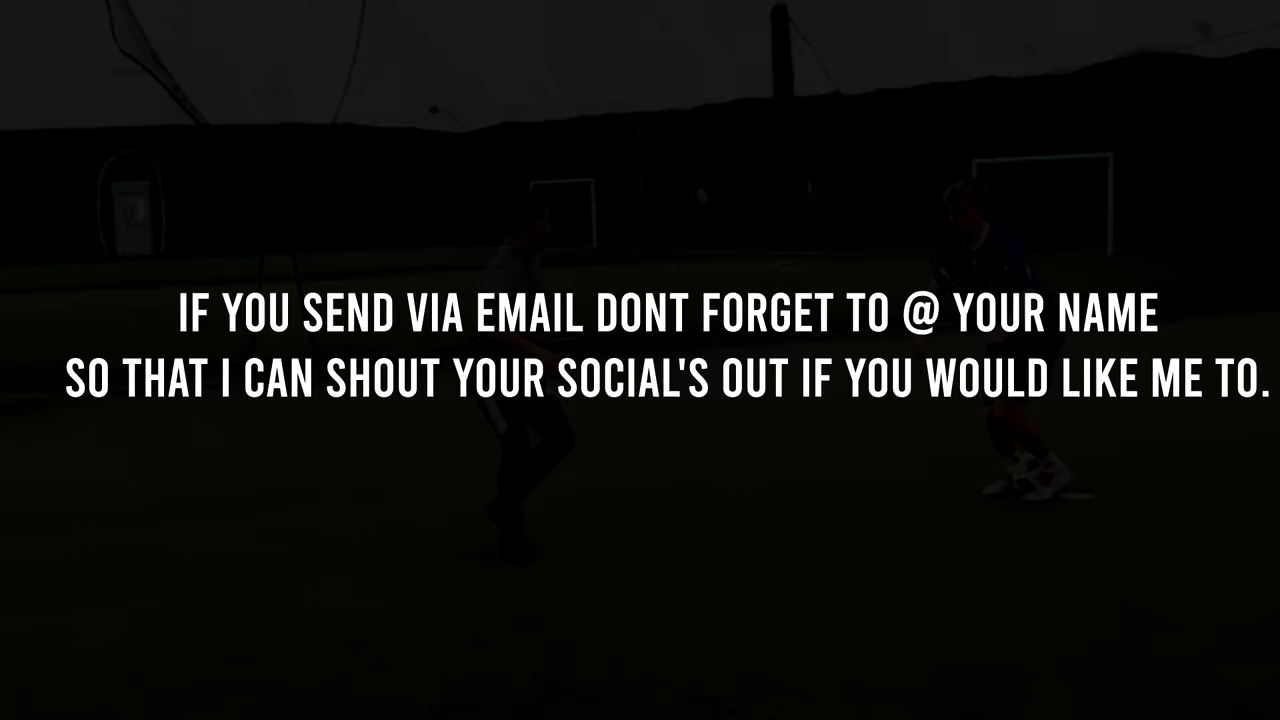 IF YOU SEND VIA EMAIL DONT FORGET TO @ YOUR NAME
SO THAT I CAN SHOUT YOUR SOCIAL'S OUT IF YOU WOULD LIKE ME TO.